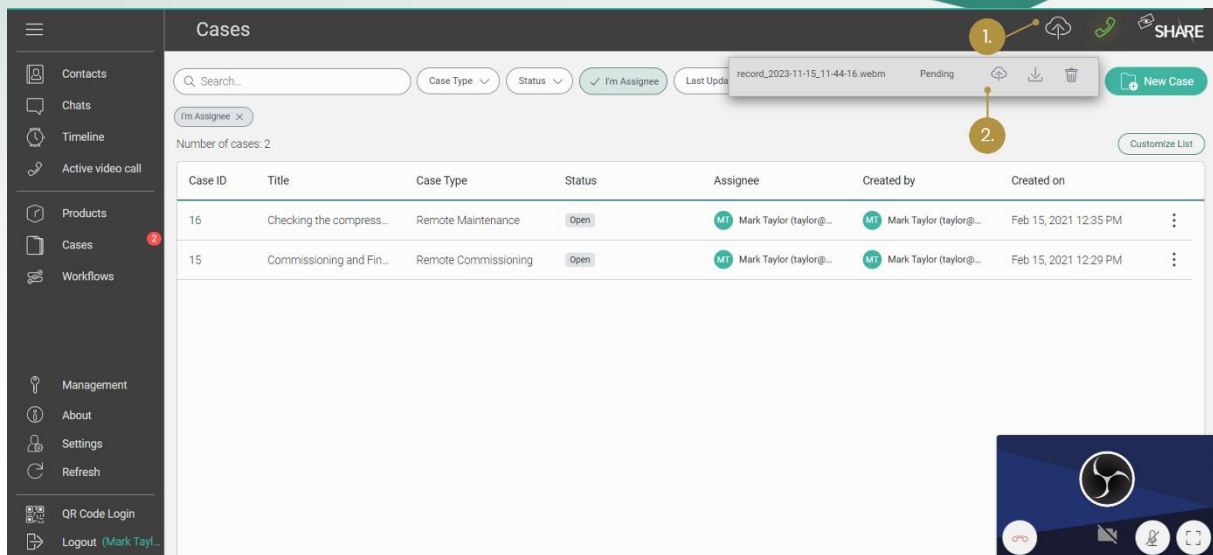 Cases
1.
SHARE
Contacts
Chats
Timeline
Active video call
Products
Cases
2
Workflows
Management
About
Settings
Refresh
QR Code Login
Logout (Mark Tayl...
Search...
Case Type
Status
I'm Assignee
Last Upda
record_2023-11-15_11-44-16.webm Pending
New Case
I'm Assignee
2.
Number of cases: 2
Customize List
Case ID Title Case Type Status Assignee Created by Created on
16 Checking the compress... Remote Maintenance Open MT Mark Taylor (taylor@... MT Mark Taylor (taylor@... Feb 15, 2021 12:35 PM
15 Commissioning and Fin... Remote Commissioning Open MT Mark Taylor (taylor@... MT Mark Taylor (taylor@... Feb 15, 2021 12:29 PM